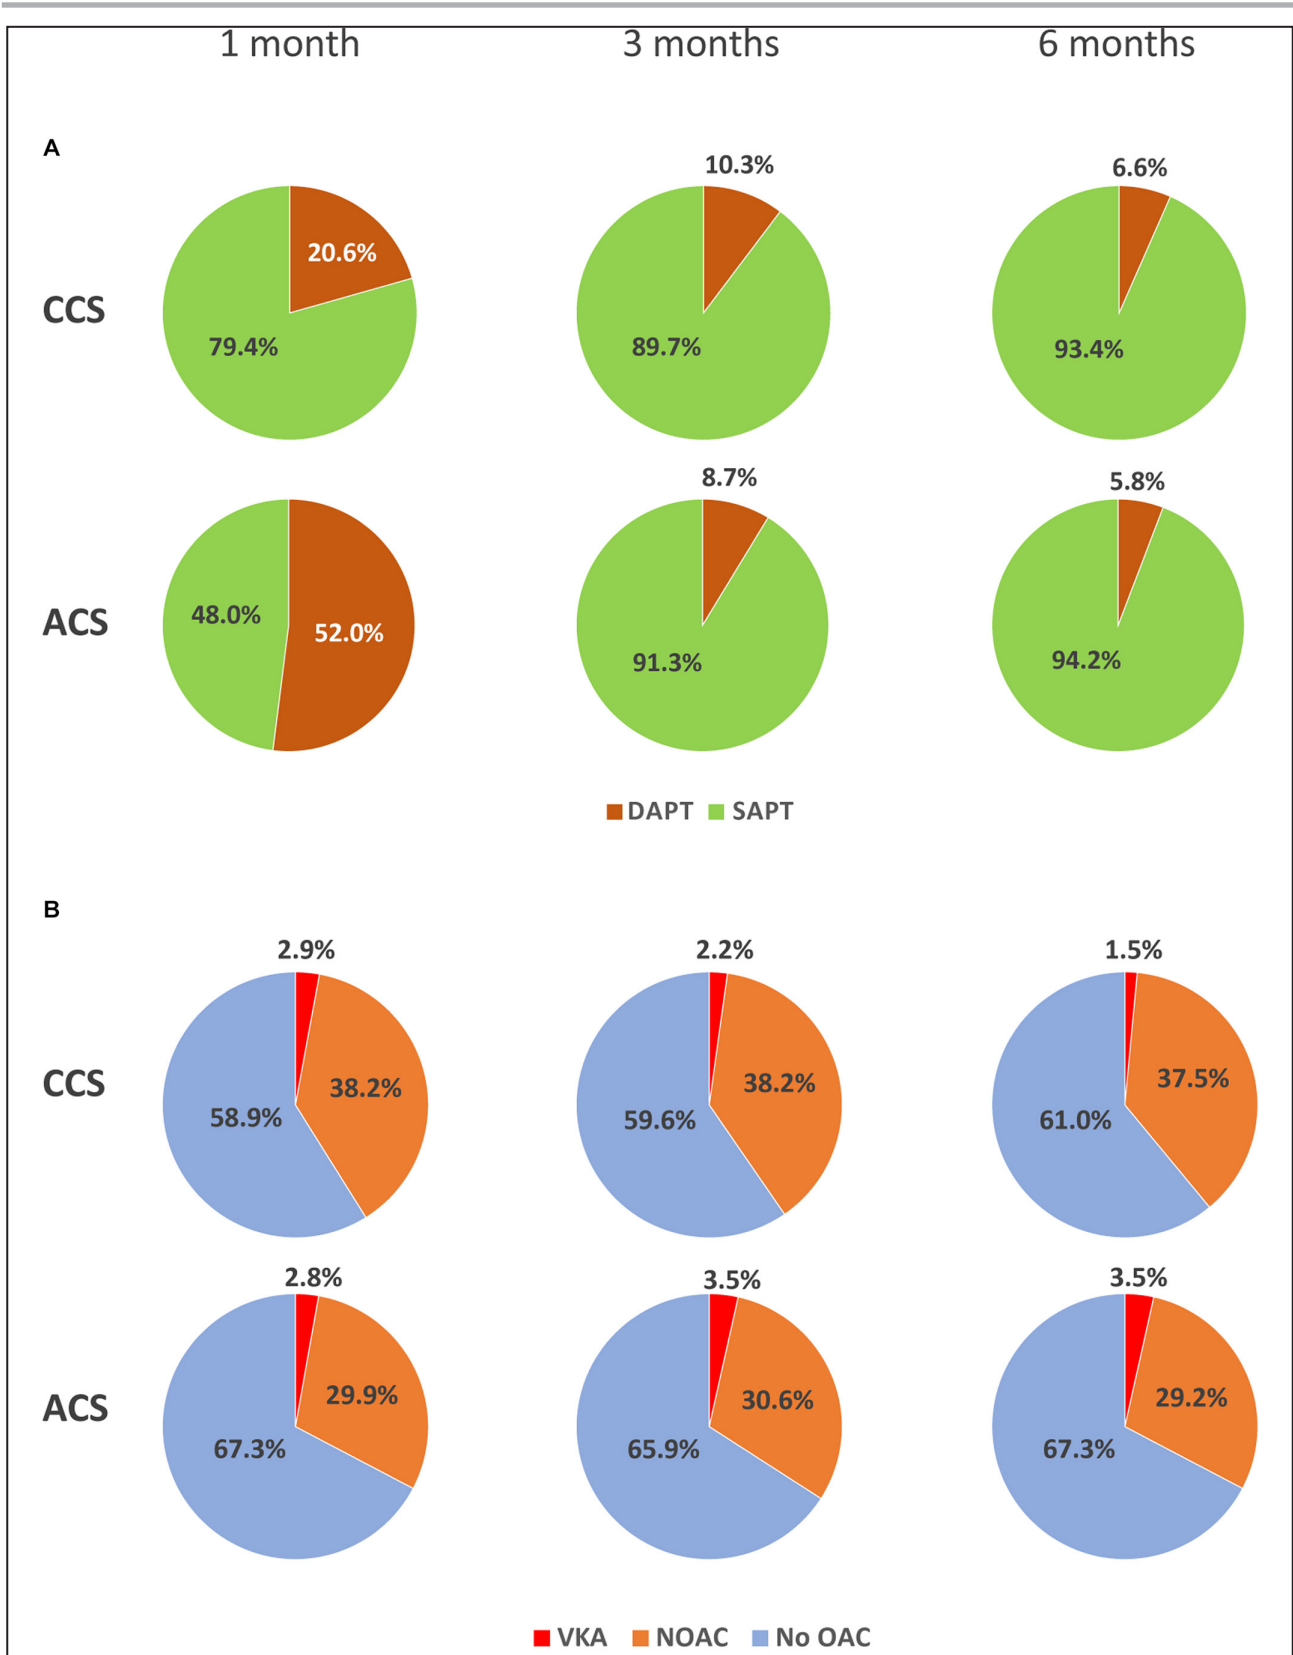 1 month 3 months 6 months
A
10.3% 6.6%
20.6%
CCS
79.4% 89.7% 93.4%
8.7% 5.8%
ACS
48.0% 52.0%
91.3% 94.2%
DAPT SAPT
B
2.9% 2.2% 1.5%
CCS
38.2% 38.2% 37.5%
58.9% 59.6% 61.0%
2.8% 3.5% 3.5%
ACS
29.9% 30.6% 29.2%
67.3% 65.9% 67.3%
VKA NOAC No OAC